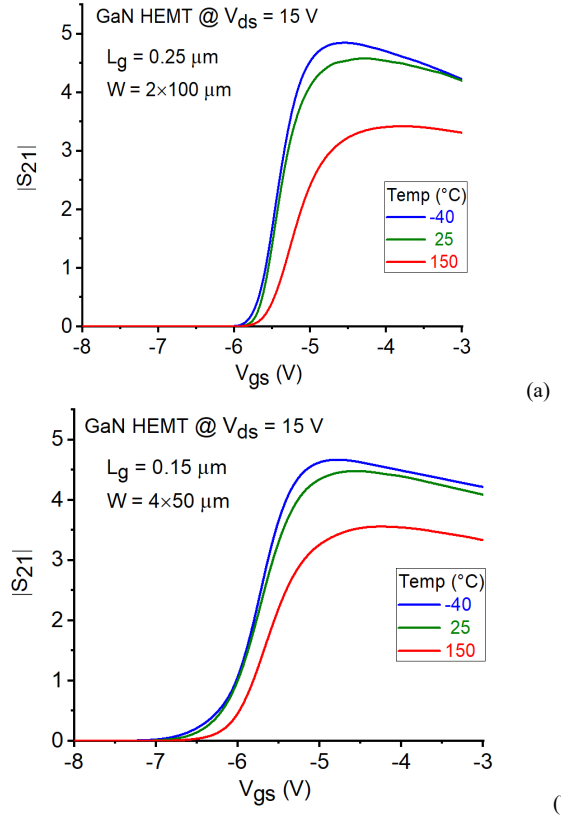 GaN HEMT @ Vds = 15 V
Lg = 0.25 μm
W = 2×100 μm
|S21|
5
4
3
2
1
0
Temp (°C)
-40
25
150
-8 -7 -6 -5 -4 -3
Vgs (V)
(a)
GaN HEMT @ Vds = 15 V
Lg = 0.15 μm
W = 4×50 μm
|S21|
5
4
3
2
1
0
Temp (°C)
-40
25
150
-8 -7 -6 -5 -4 -3
Vgs (V)
(